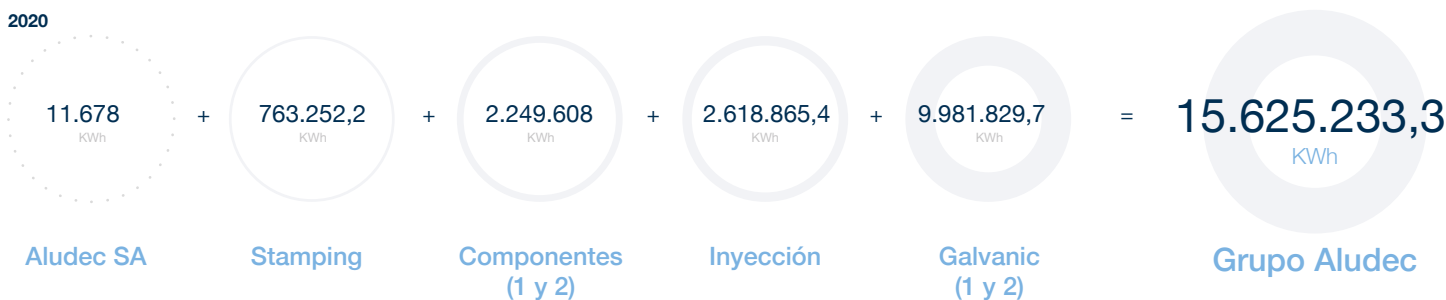 2020
11.678 + 763.252,2 + 2.249.608 + 2.618.865,4 + 9.981.829,7 = 15.625.233,3
KWh KWh KWh KWh KWh KWh
Aludec SA Stamping Componentes Inyección Galvanic Grupo Aludec
(1 y 2) (1 y 2)